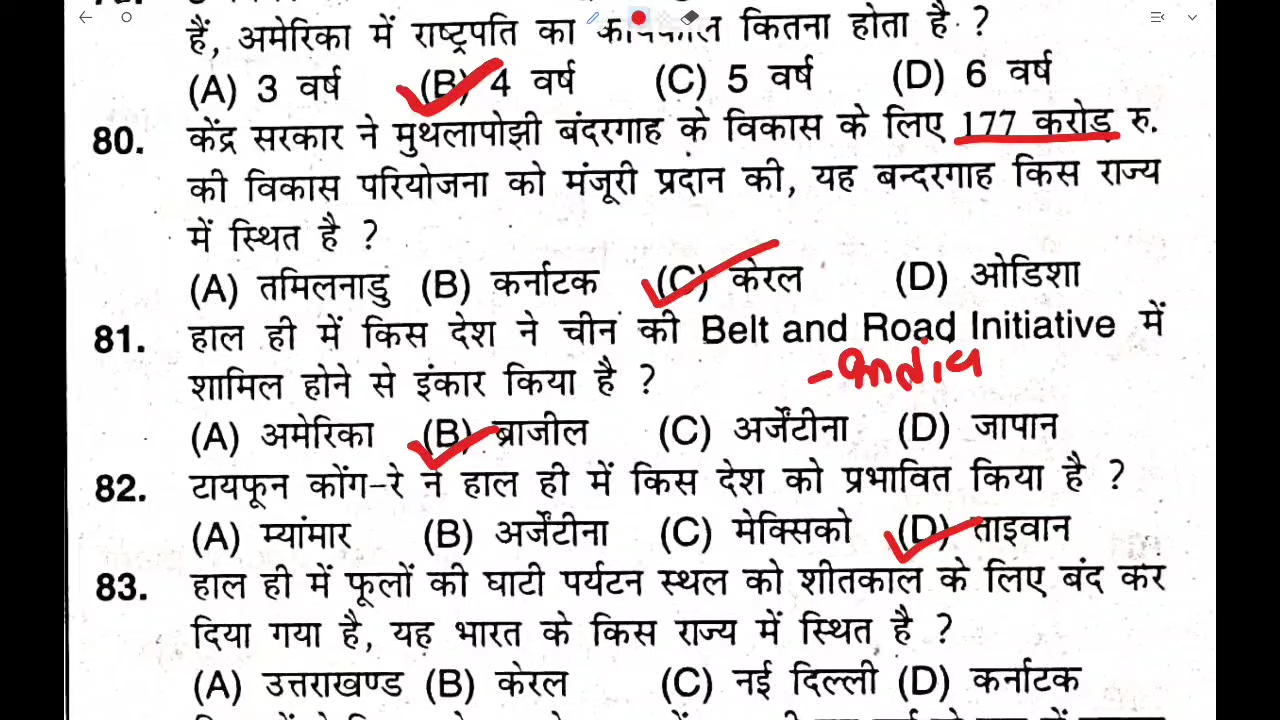 हैं, अमेरिका में राष्ट्रपति का कार्यकाल कितना होता है ?
(A) 3 वर्ष (B) 4 वर्ष (C) 5 वर्ष (D) 6 वर्ष
80. केंद्र सरकार ने मुथलापोझी बंदरगाह के विकास के लिए 177 करोड़ रु.
की विकास परियोजना को मंजूरी प्रदान की, यह बन्दरगाह किस राज्य
में स्थित है ?
(A) तमिलनाडु (B) कर्नाटक (C) केरल (D) ओडिशा
81. हाल ही में किस देश ने चीन की Belt and Road Initiative में
शामिल होने से इंकार किया है ?
(A) अमेरिका (B) ब्राजील (C) अर्जेंटीना (D) जापान
82. टायफून कोंग-रे ने हाल ही में किस देश को प्रभावित किया है ?
(A) म्यांमार (B) अर्जेंटीना (C) मेक्सिको (D) ताइवान
83. हाल ही में फूलों की घाटी पर्यटन स्थल को शीतकाल के लिए बंद कर
दिया गया है, यह भारत के किस राज्य में स्थित है ?
(A) उत्तराखण्ड (B) केरल (C) नई दिल्ली (D) कर्नाटक